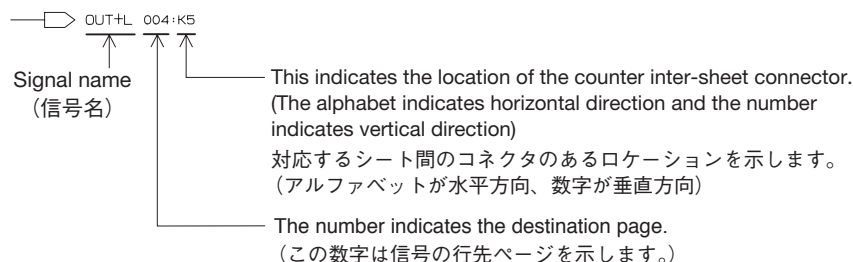 OUT+L 004:K5
Signal name
（信号名）
This indicates the location of the counter inter-sheet connector.
(The alphabet indicates horizontal direction and the number
indicates vertical direction)
対応するシート間のコネクタのあるロケーションを示します。
（アルファベットが水平方向、数字が垂直方向）
The number indicates the destination page.
（この数字は信号の行先ページを示します。）